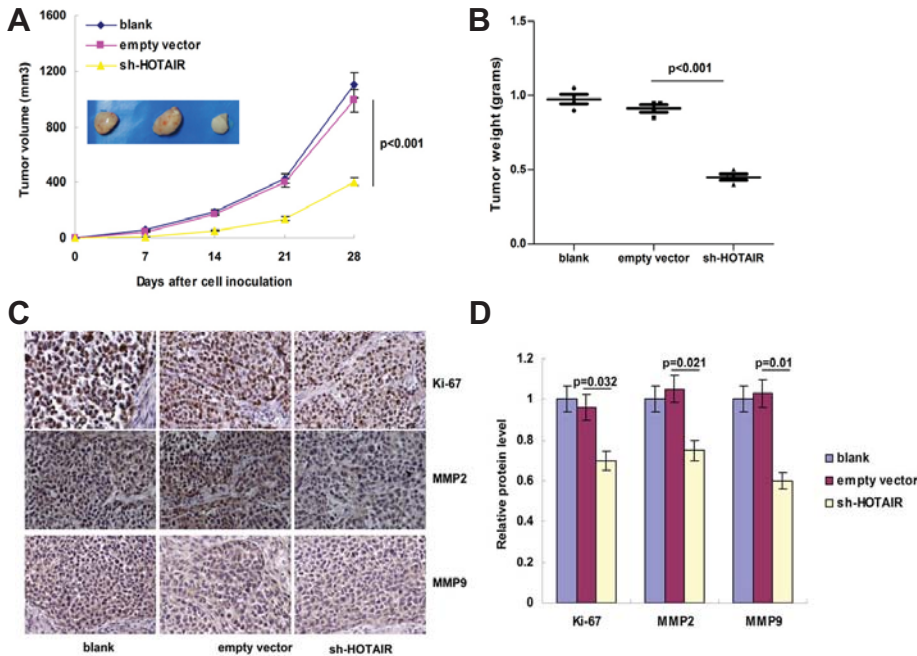 A
blank
empty vector
sh-HOTAIR
Tumor volume (mm3)
1600
1200
800
400
0
p<0.001
0 7 14 21 28
Days after cell inoculation
B
p<0.001
Tumor weight (grams)
1.5
1.0
0.5
0.0
blank empty vector sh-HOTAIR
C
Ki-67
MMP2
MMP9
blank empty vector sh-HOTAIR
D
Relative protein level
1.2
1
0.8
0.6
0.4
0.2
0
p=0.032
p=0.021
p=0.01
Ki-67 MMP2 MMP9
blank
empty vector
sh-HOTAIR